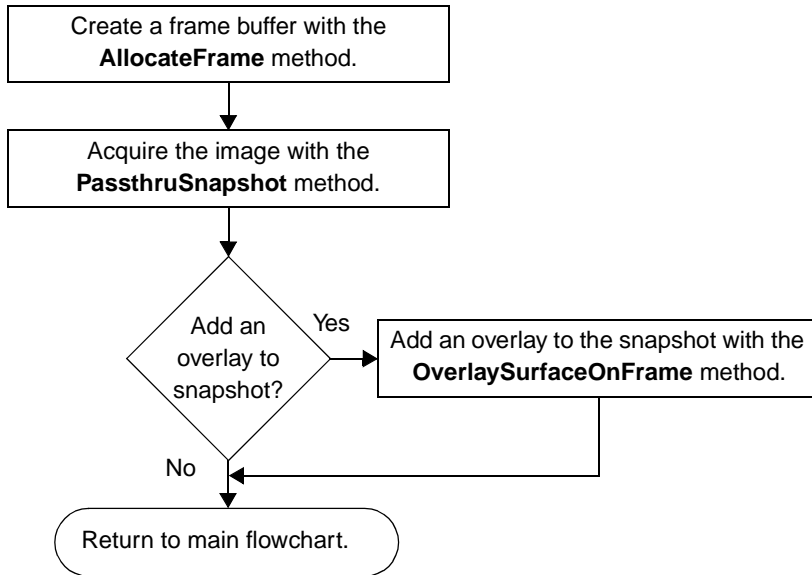 Create a frame buffer with the
AllocateFrame method.
Acquire the image with the
PassthruSnapshot method.
Add an
overlay to
snapshot?
Yes
Add an overlay to the snapshot with the
OverlaySurfaceOnFrame method.
No
Return to main flowchart.